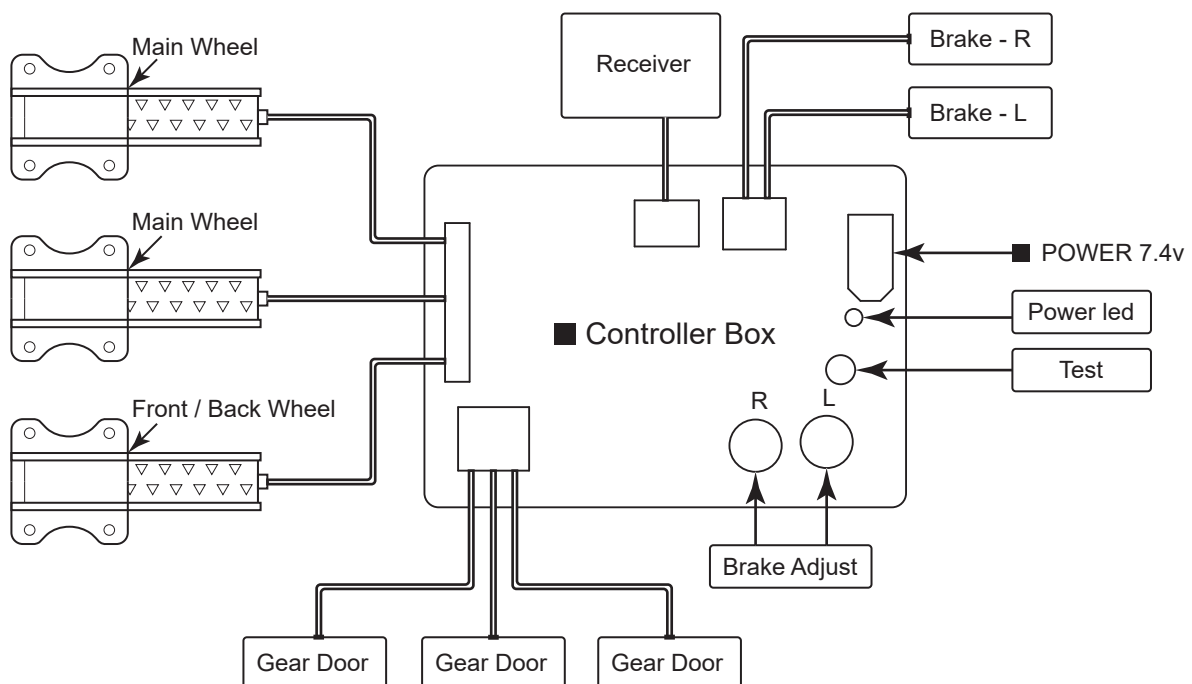 Main Wheel
Receiver
Brake - R
Brake - L
Main Wheel
POWER 7.4v
Power led
Controller Box
Test
Front / Back Wheel
R
L
Brake Adjust
Gear Door
Gear Door
Gear Door